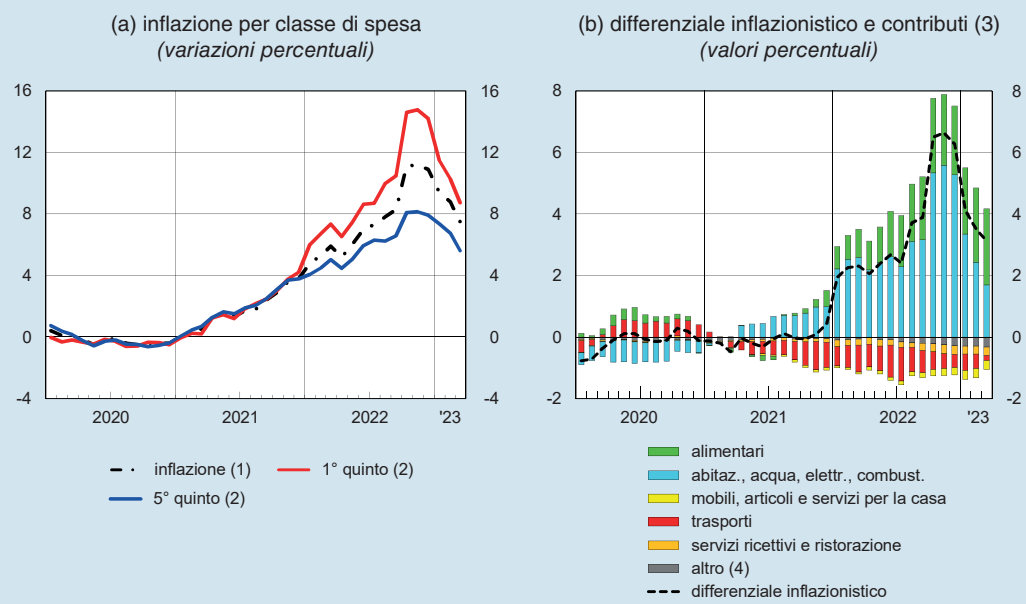 (a) inflazione per classe di spesa
(variazioni percentuali)
16
12
8
4
0
-4
16
12
8
4
0
-4
2020
2021
2022
'23
inflazione (1)
1° quinto (2)
5° quinto (2)
(b) differenziale inflazionistico e contributi (3)
(valori percentuali)
8
6
4
2
0
-2
8
6
4
2
0
-2
2020
2021
2022
'23
alimentari
abitaz., acqua, elettr., combust.
mobili, articoli e servizi per la casa
trasporti
servizi ricettivi e ristorazione
altro (4)
differenziale inflazionistico